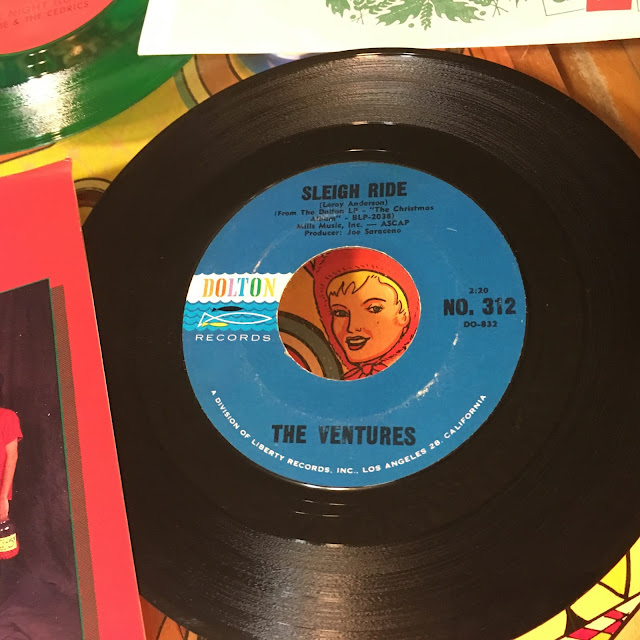 & THE CEDRICS
SLEIGH RIDE
(Leroy Anderson)
(From The Dolton LP - "The Christmas
Album" - BLP-2038)
Mills Music, Inc. — ASCAP
Producer: Joe Saraceno
DOLTON
RECORDS
2:20
NO. 312
DO-832
THE VENTURES
A DIVISION OF LIBERTY RECORDS, INC., LOS ANGELES 28, CALIFORNIA